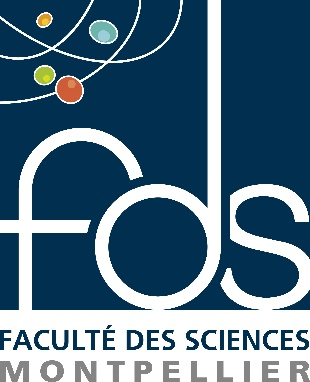 fds
FACULTÉ DES SCIENCES
MONTPELLIER